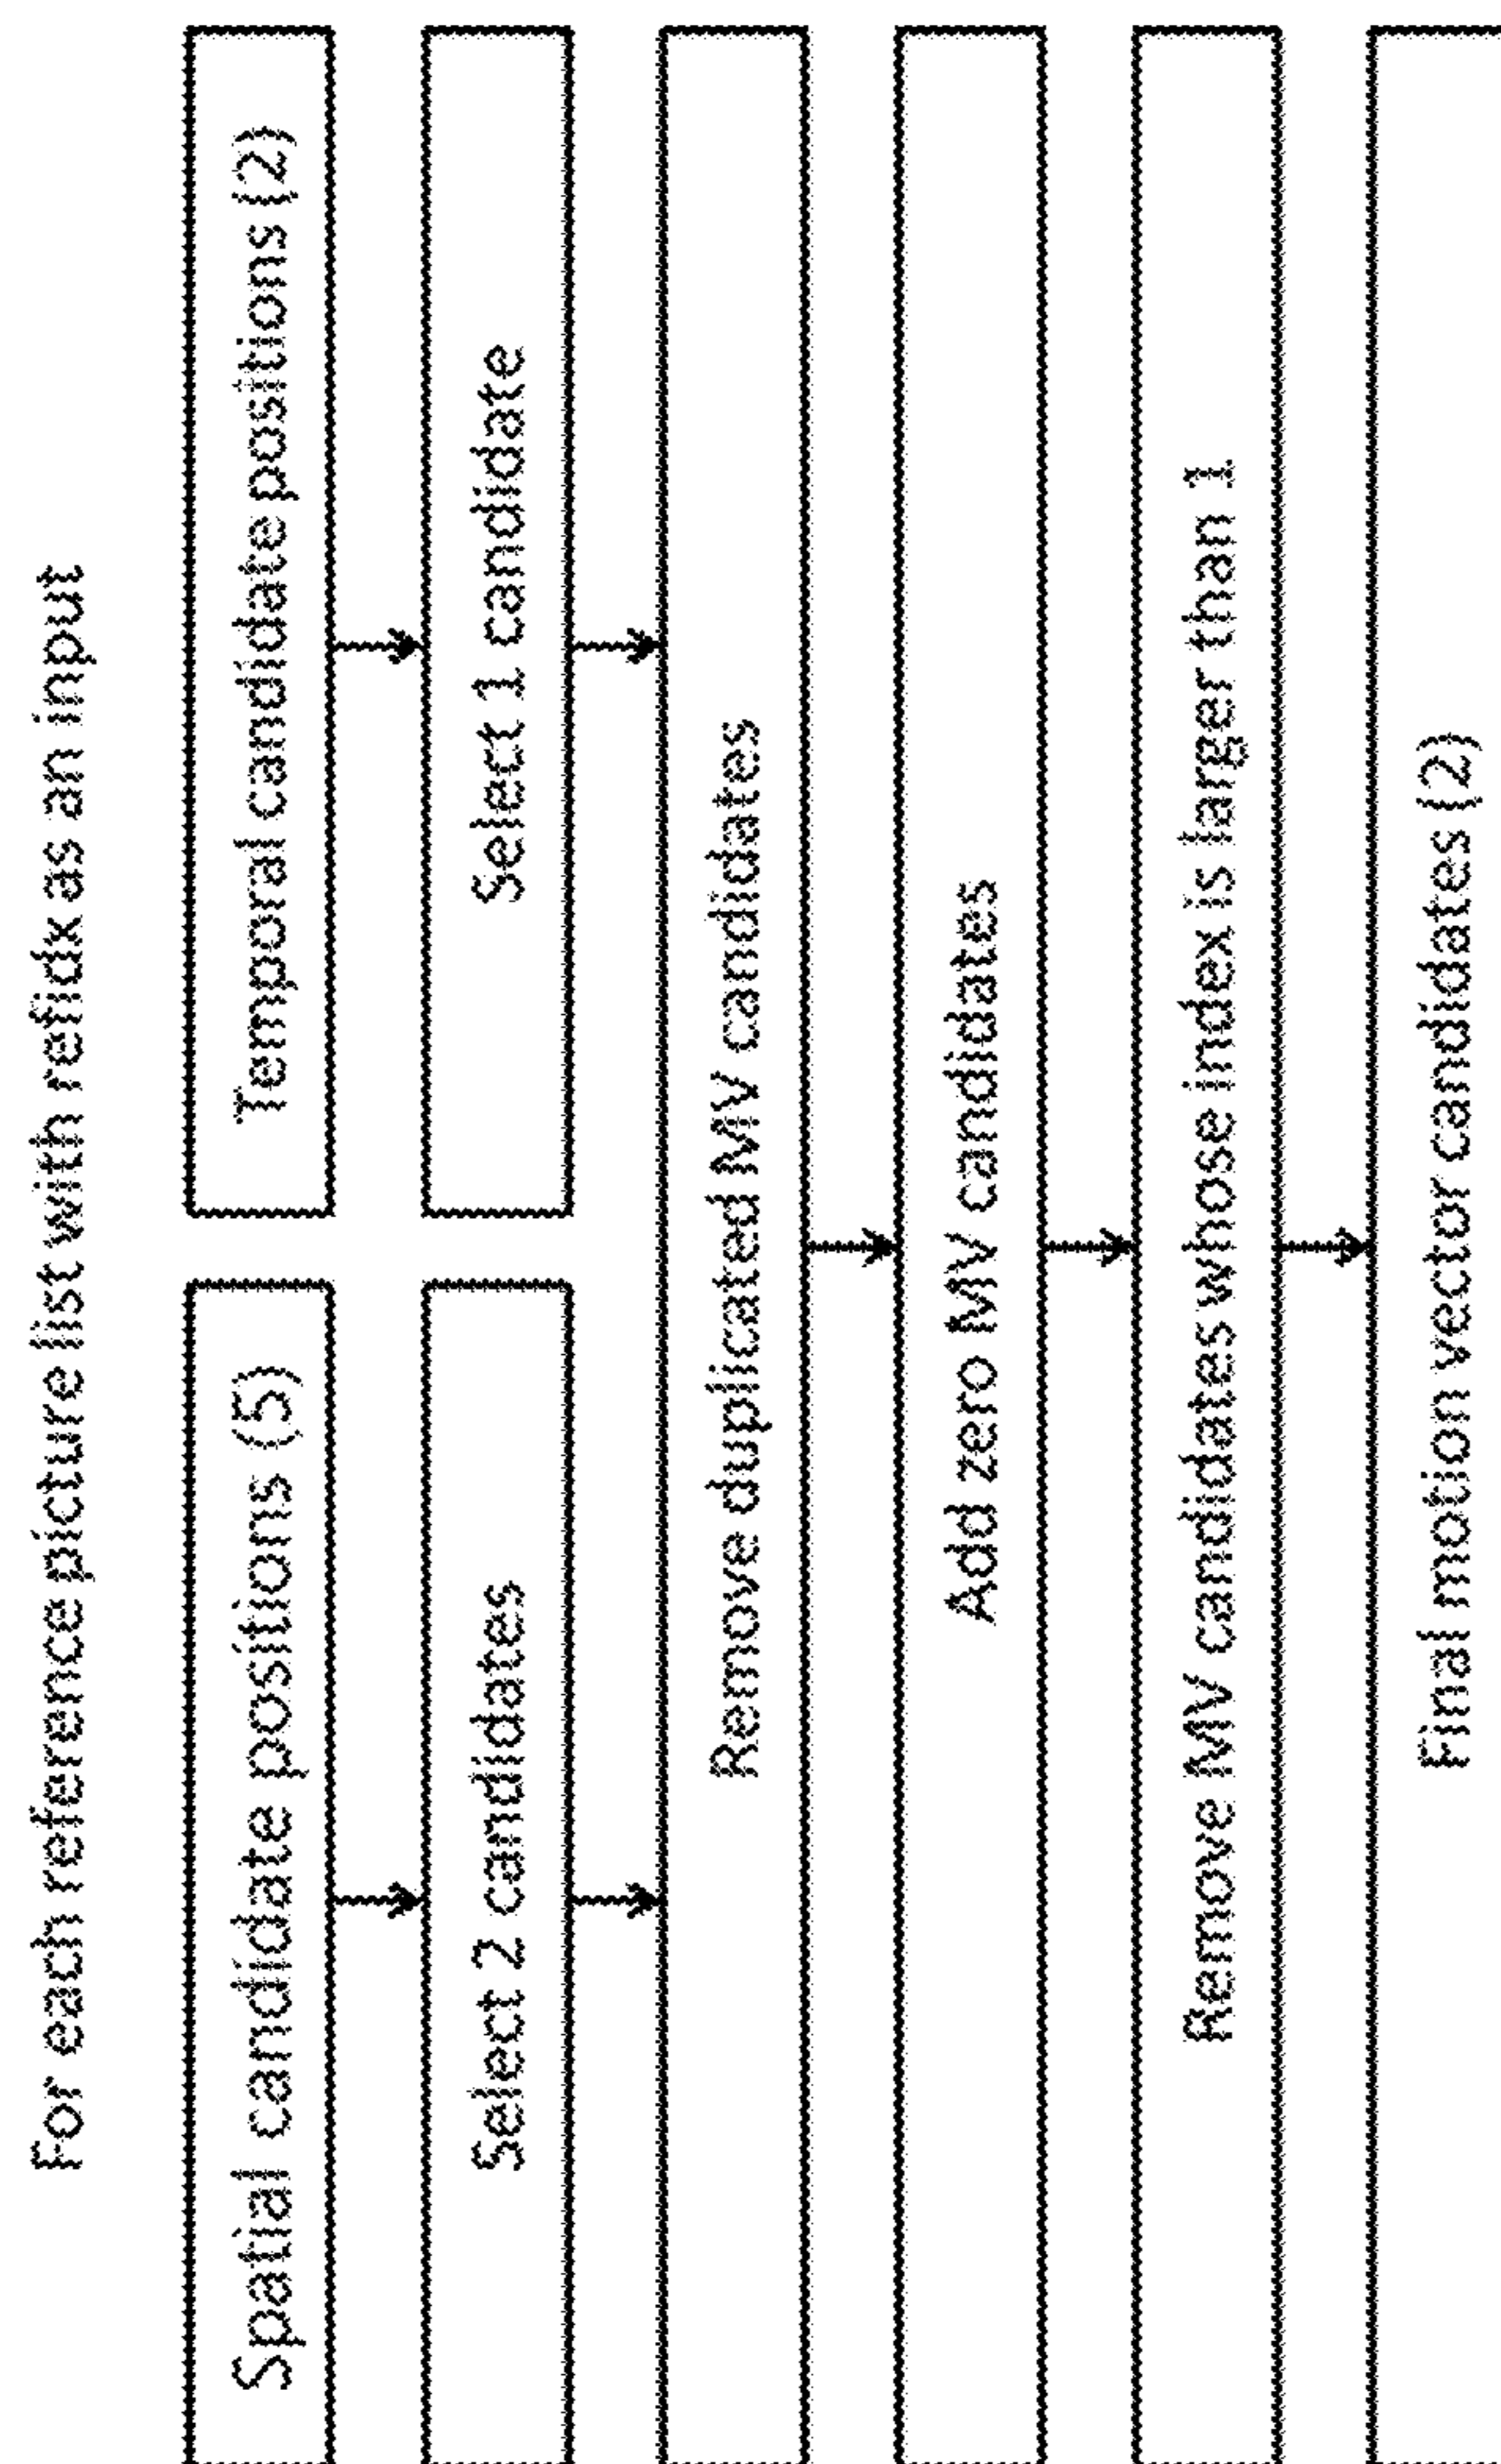 For each reference picture list with refidx as an input
Spatial candidate positions (5)
Temporal candidate positions (2)
Select 2 candidates
Select 1 candidate
Remove duplicated MV candidates
Add zero MV candidates
Remove MV candidates whose index is larger than 1
Final motion vector candidates (2)